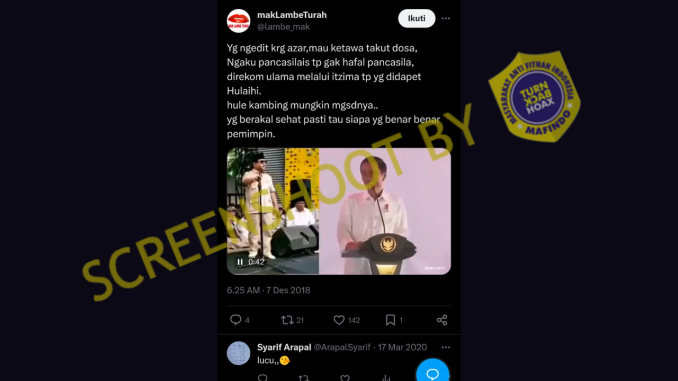 makLambeTurah
@lambe_mak
Ikuti
Yg ngedit krg azar,mau ketawa takut dosa,
Ngaku pancasilais tp gak hafal pancasila,
direkom ulama melalui itzima tp yg didapet
Hulaihi.
hule kambing mungkin mgsdnya..
yg berakal sehat pasti tau siapa yg benar benar
pemimpin.
0:42
6.25 AM · 7 Des 2018
4
21
142
1
Syarif Arapal @ArapalSyarif · 17 Mar 2020
lucu,,🤔
SCREENSHOOT BY
MASYARAKAT ANTI FITNAH INDONESIA
TURN
BACK
HOAX
MAFINDO